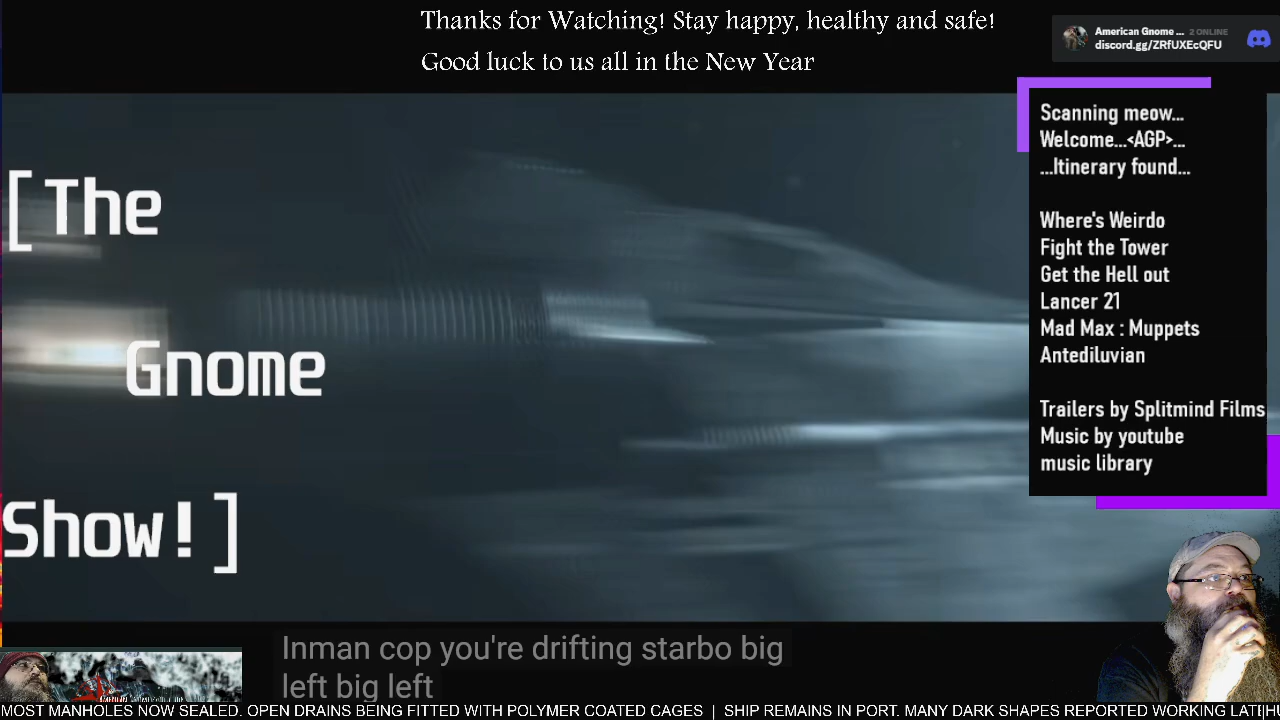 Thanks for Watching! Stay happy, healthy and safe!
Good luck to us all in the New Year
American Gnome ... 2 ONLINE
discord.gg/ZRfUXEcQFU
Scanning meow...
Welcome...<AGP>...
...Itinerary found...
Where's Weirdo
Fight the Tower
Get the Hell out
Lancer 21
Mad Max : Muppets
Antediluvian
Trailers by Splitmind Films
Music by youtube
music library
[The
Gnome
Show!]
Inman cop you're drifting starbo big
left big left
MOST MANHOLES NOW SEALED. OPEN DRAINS BEING FITTED WITH POLYMER COATED CAGES | SHIP REMAINS IN PORT. MANY DARK SHAPES REPORTED WORKING